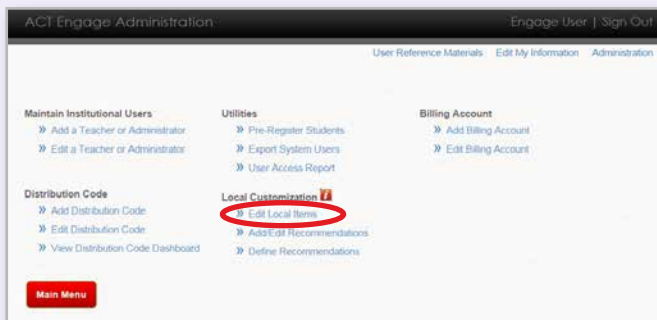 ACT Engage Administration
Engage User | Sign Out
User Reference Materials Edit My Information Administration
Maintain Institutional Users
» Add a Teacher or Administrator
» Edit a Teacher or Administrator
Utilities
» Pre-Register Students
» Export System Users
» User Access Report
Billing Account
» Add Billing Account
» Edit Billing Account
Distribution Code
» Add Distribution Code
» Edit Distribution Code
» View Distribution Code Dashboard
Local Customization i
» Edit Local Items
» Add/Edit Recommendations
» Define Recommendations
Main Menu